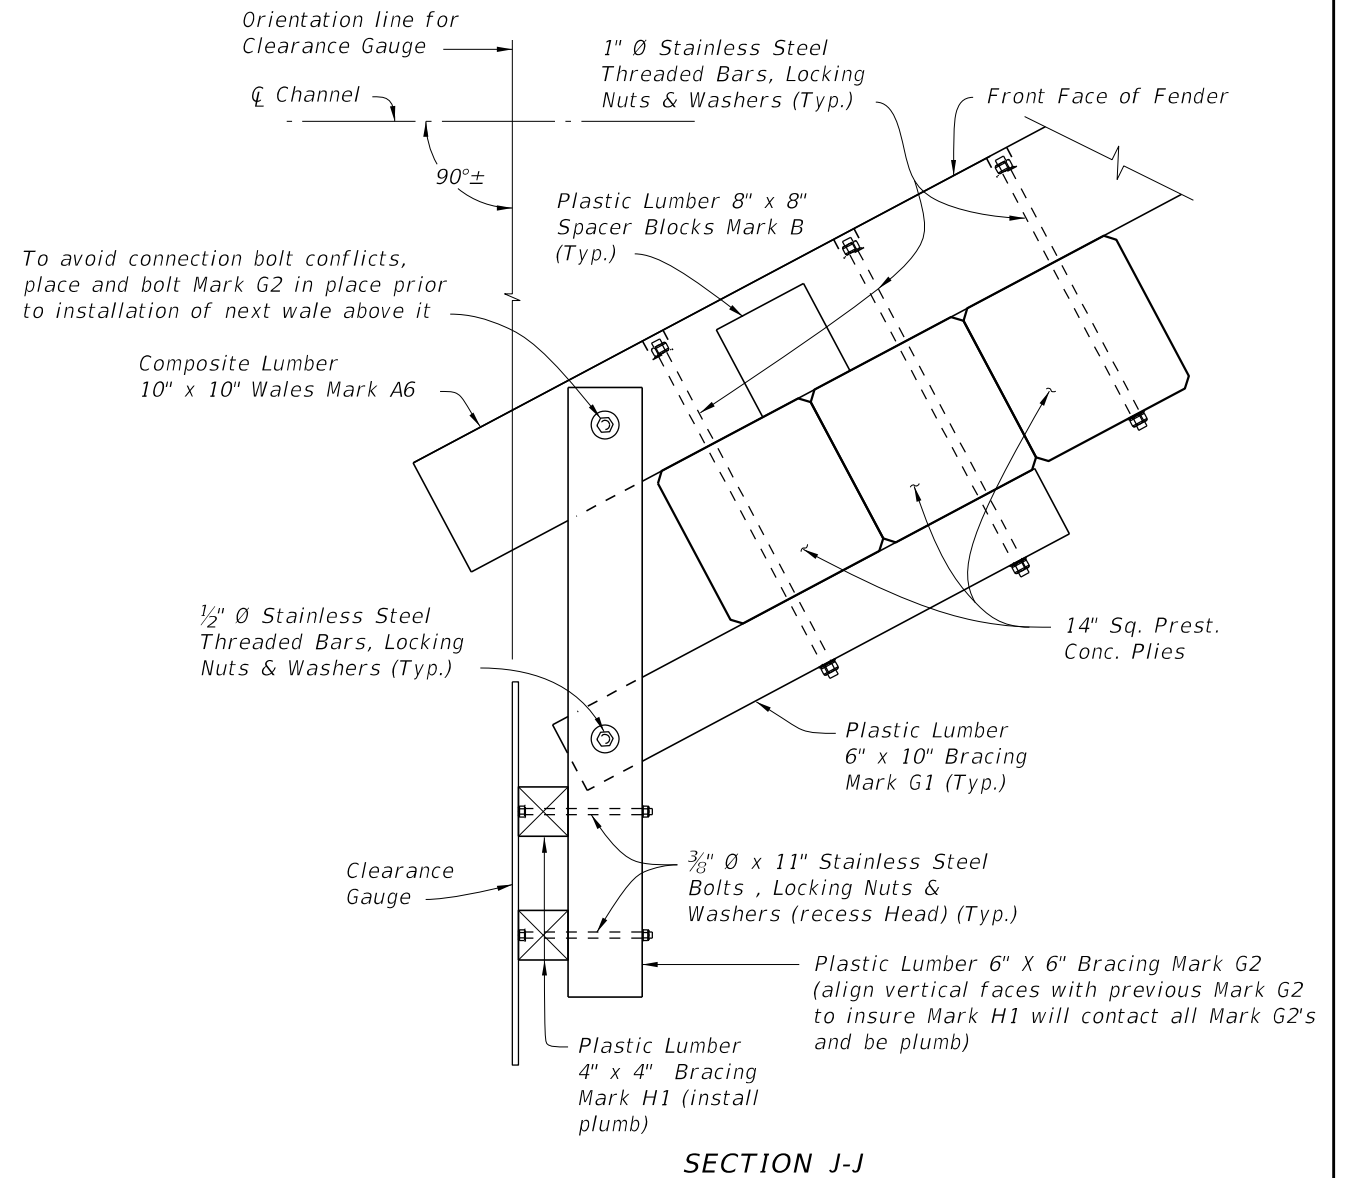 Orientation line for
Clearance Gauge
℄ Channel
90°±
1" Ø Stainless Steel
Threaded Bars, Locking
Nuts & Washers (Typ.)
Front Face of Fender
Plastic Lumber 8" x 8"
Spacer Blocks Mark B
(Typ.)
To avoid connection bolt conflicts,
place and bolt Mark G2 in place prior
to installation of next wale above it
Composite Lumber
10" x 10" Wales Mark A6
½" Ø Stainless Steel
Threaded Bars, Locking
Nuts & Washers (Typ.)
14" Sq. Prest.
Conc. Plies
Plastic Lumber
6" x 10" Bracing
Mark G1 (Typ.)
Clearance
Gauge
⅜" Ø x 11" Stainless Steel
Bolts , Locking Nuts &
Washers (recess Head) (Typ.)
Plastic Lumber 6" X 6" Bracing Mark G2
(align vertical faces with previous Mark G2
to insure Mark H1 will contact all Mark G2's
and be plumb)
Plastic Lumber
4" x 4" Bracing
Mark H1 (install
plumb)
SECTION J-J